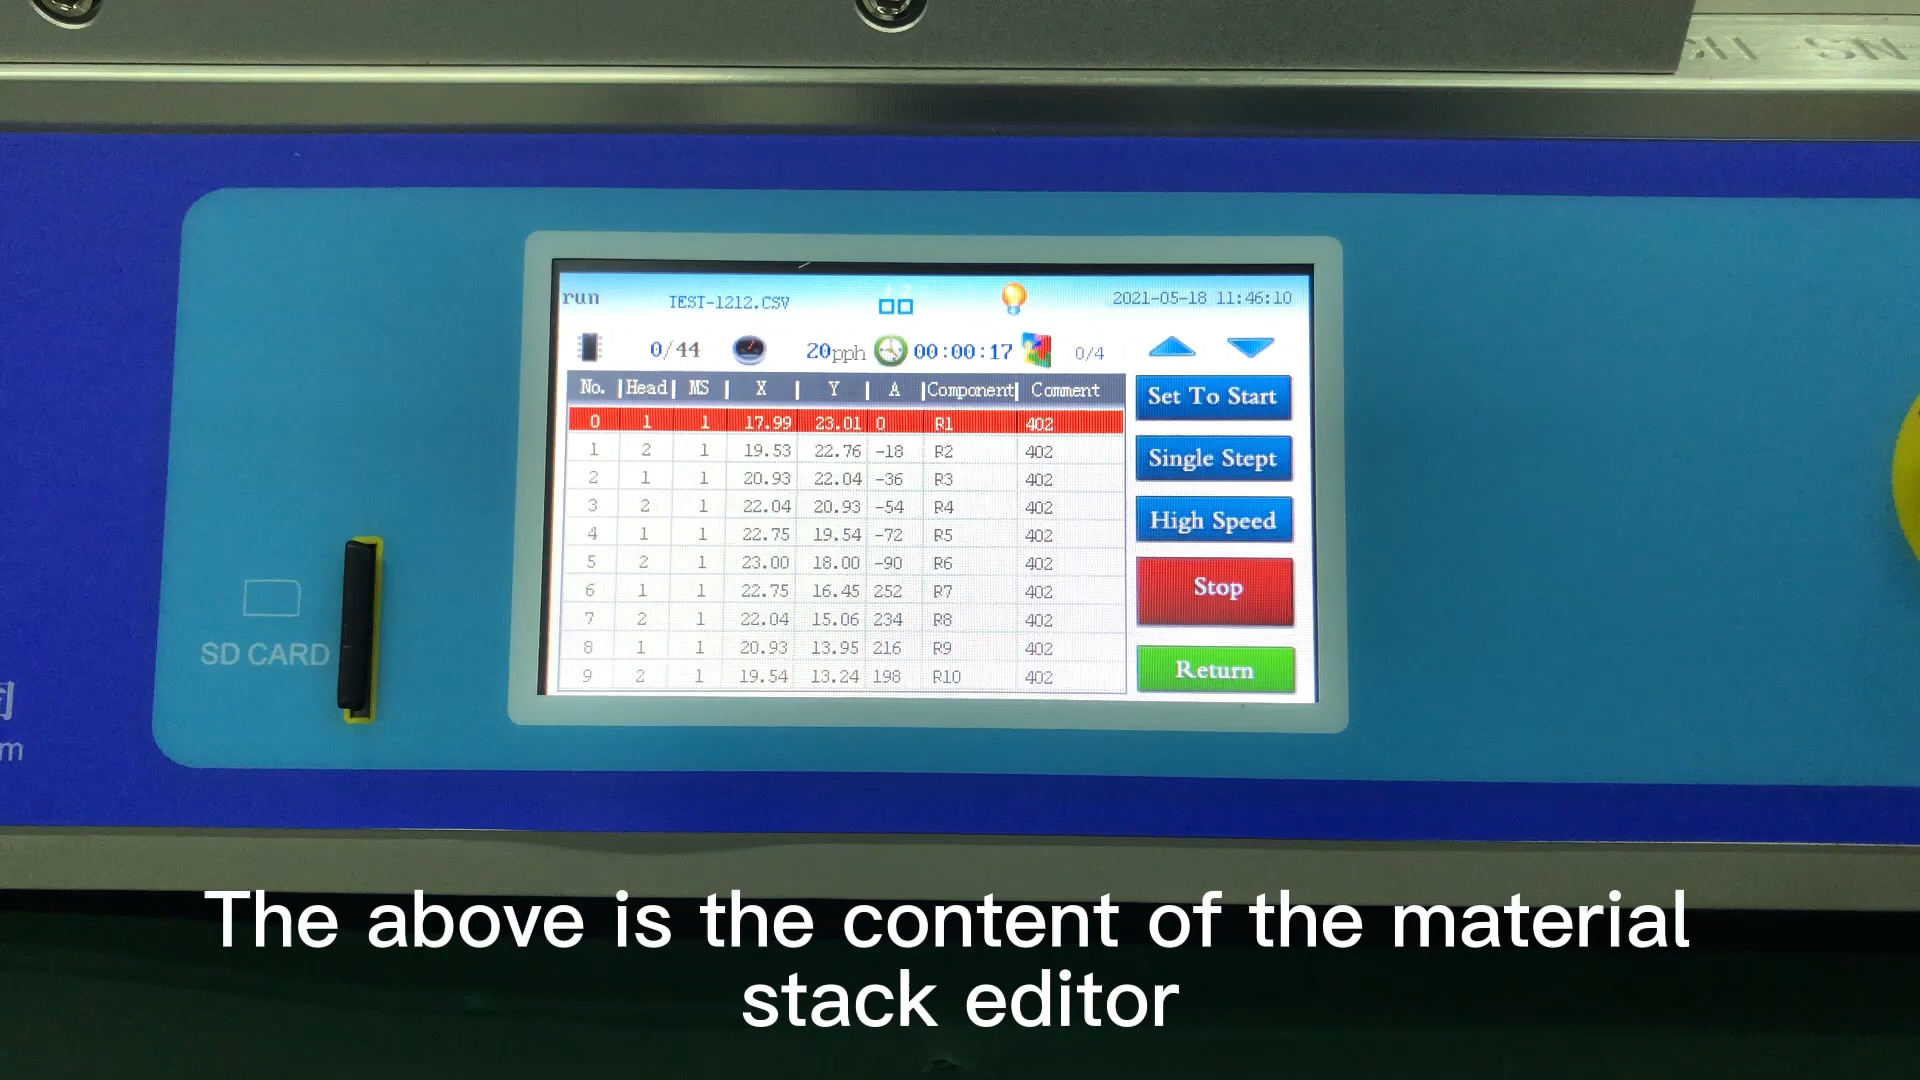 run TEST-1212.CSV 2021-05-18 11:46:10
0/44 20pph 00:00:17 0/4
No. Head MS X Y A Component Comment
0 1 1 17.99 23.01 0 R1 402
1 2 1 19.53 22.76 -18 R2 402
2 1 1 20.93 22.04 -36 R3 402
3 2 1 22.04 20.93 -54 R4 402
4 1 1 22.75 19.54 -72 R5 402
5 2 1 23.00 18.00 -90 R6 402
6 1 1 22.75 16.45 252 R7 402
7 2 1 22.04 15.06 234 R8 402
8 1 1 20.93 13.95 216 R9 402
9 2 1 19.54 13.24 198 R10 402
Set To Start
Single Stept
High Speed
Stop
Return
SD CARD
m
The above is the content of the material
stack editor